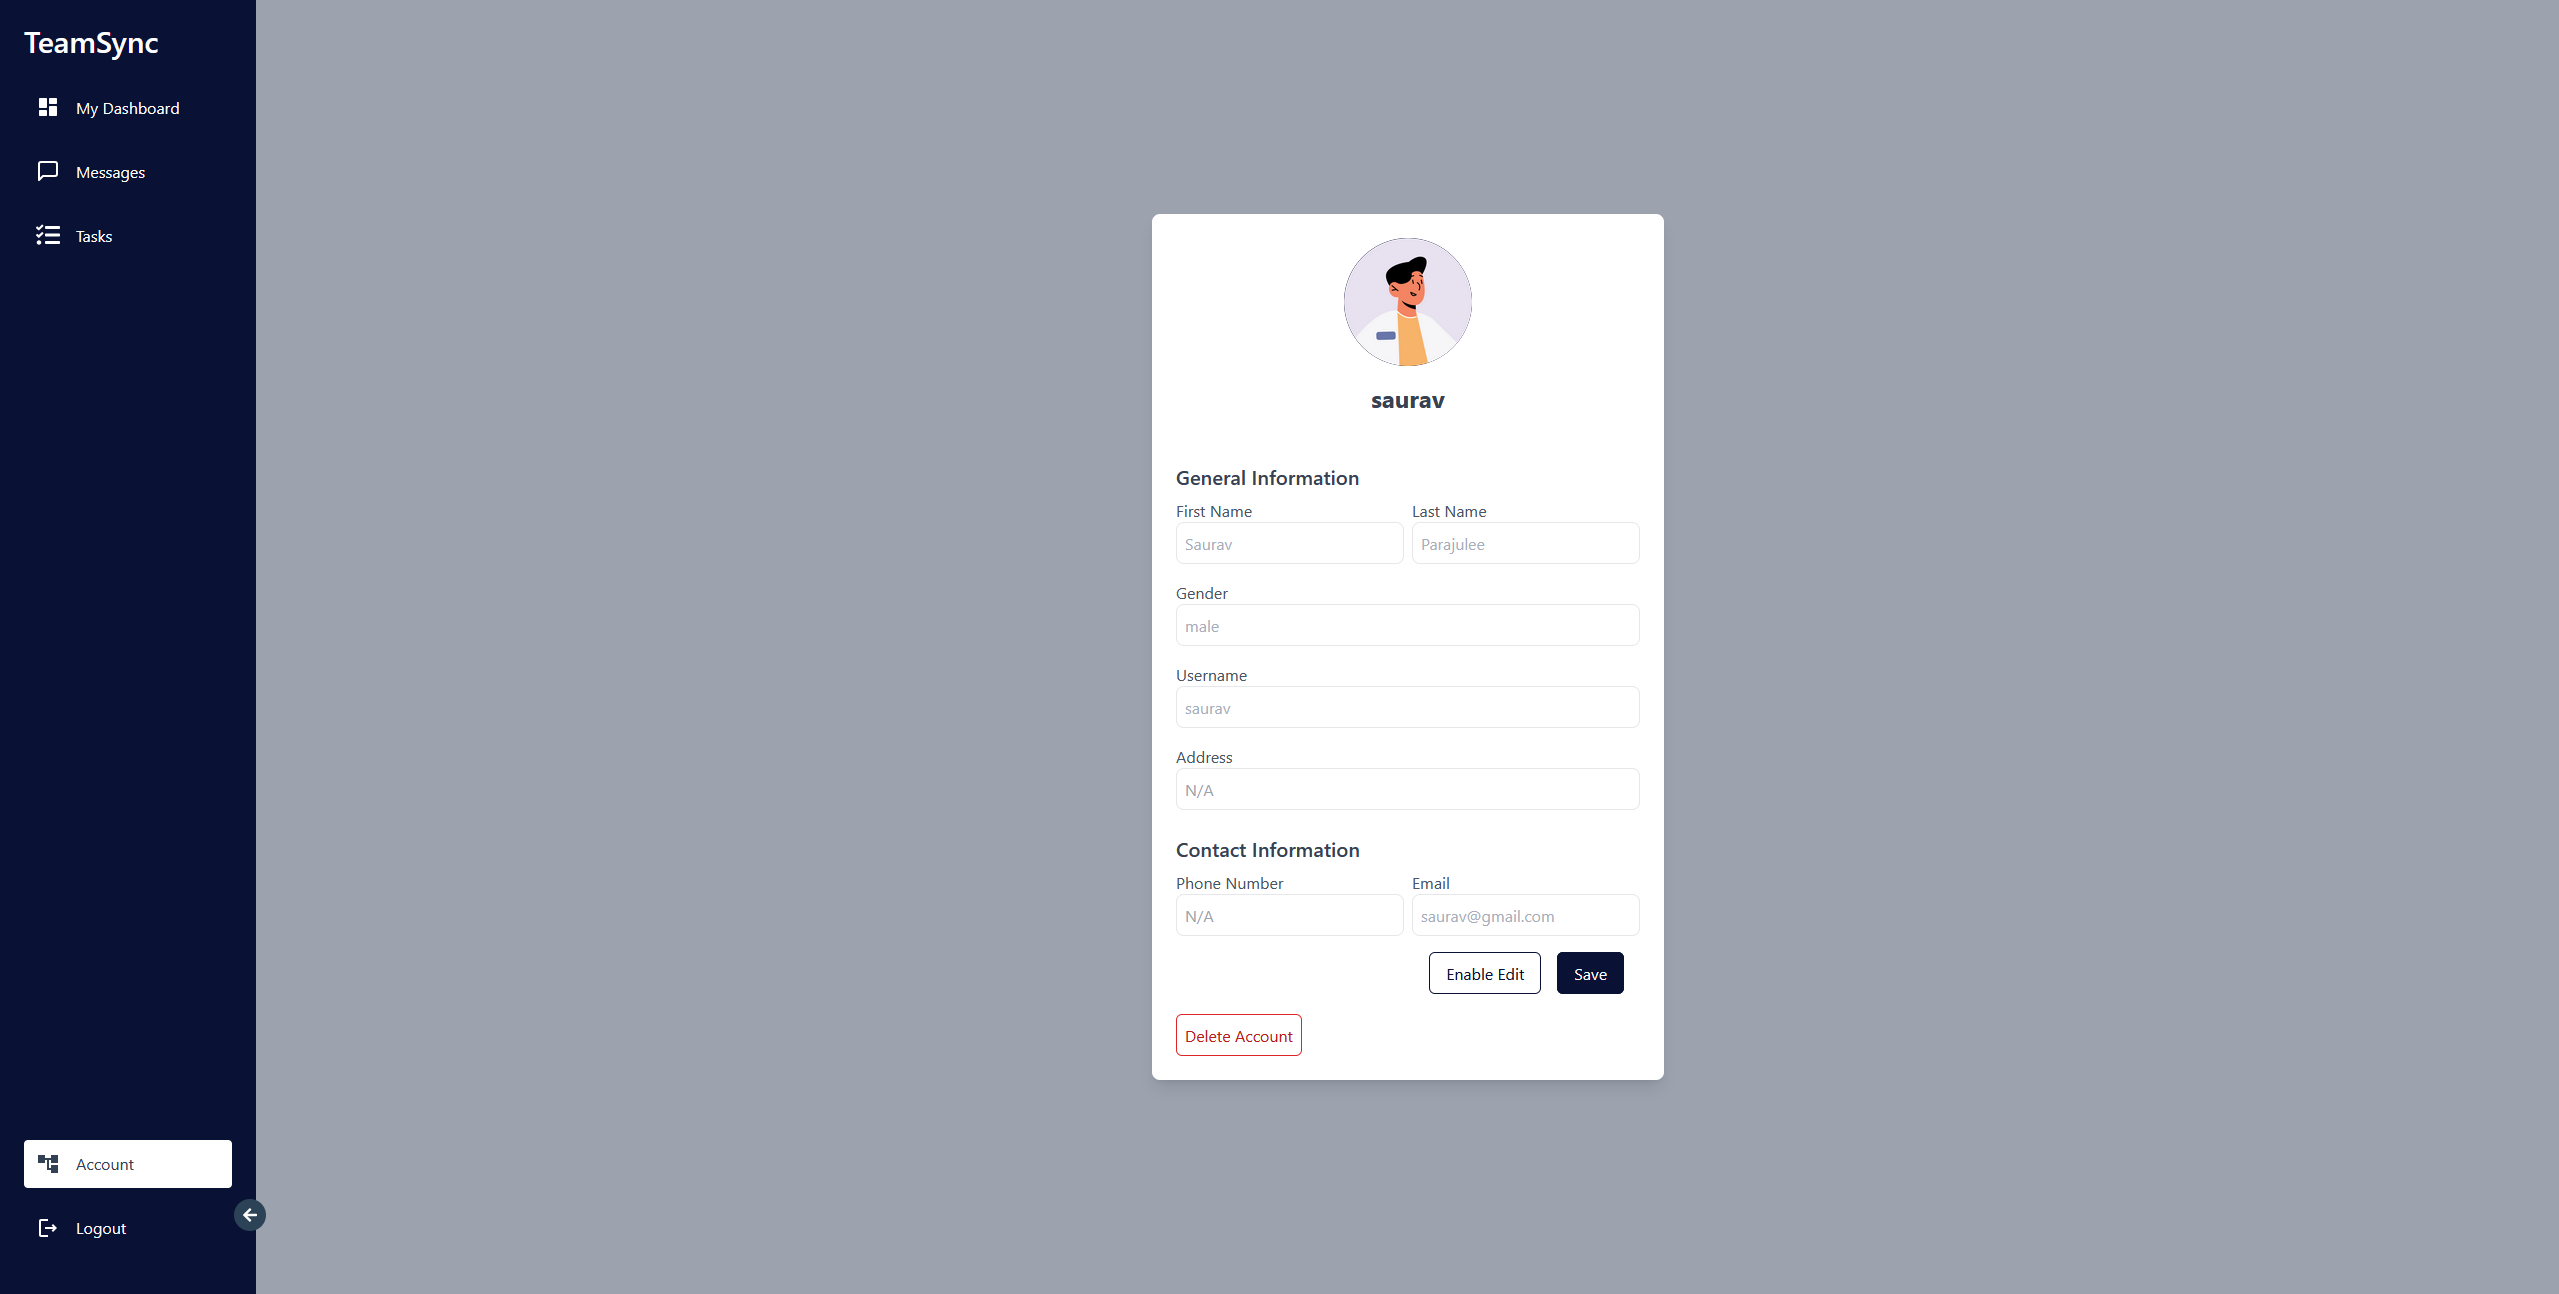 TeamSync
My Dashboard
Messages
Tasks
Account
Logout
saurav
General Information
First Name Last Name
Saurav Parajulee
Gender
male
Username
saurav
Address
N/A
Contact Information
Phone Number Email
N/A saurav@gmail.com
Enable Edit Save
Delete Account